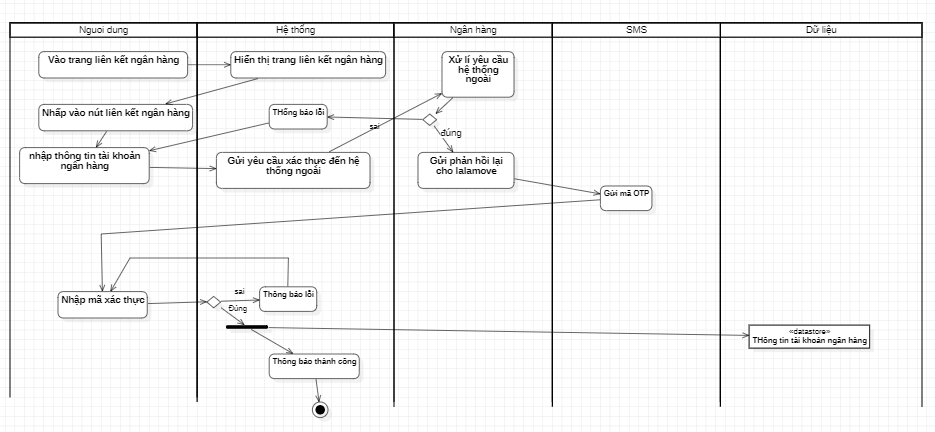 Nguoi dung
Hệ thống
Ngân hàng
SMS
Dữ liệu
Vào trang liên kết ngân hàng
Hiển thị trang liên kết ngân hàng
Xử lí yêu cầu
hệ thống
ngoài
Nhấp vào nút liên kết ngân hàng
THống báo lỗi
sai
đúng
nhập thông tin tài khoản
ngân hàng
Gửi yêu cầu xác thực đến hệ
thống ngoài
Gửi phản hồi lại
cho lalamove
Gửi mã OTP
Nhập mã xác thực
sai
Thông báo lỗi
Đúng
«datastore»
THông tin tài khoản ngân hàng
Thông báo thành công